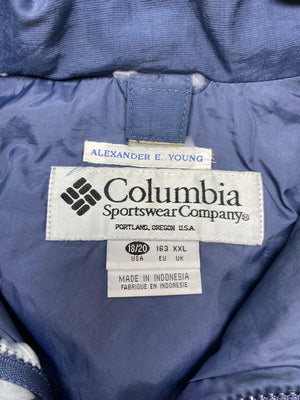 ALEXANDER E. YOUNG
Columbia
Sportswear Company®
PORTLAND, OREGON U.S.A.
18/20 163 XXL
USA EU UK
MADE IN INDONESIA
FABRIQUE EN INDONESIE